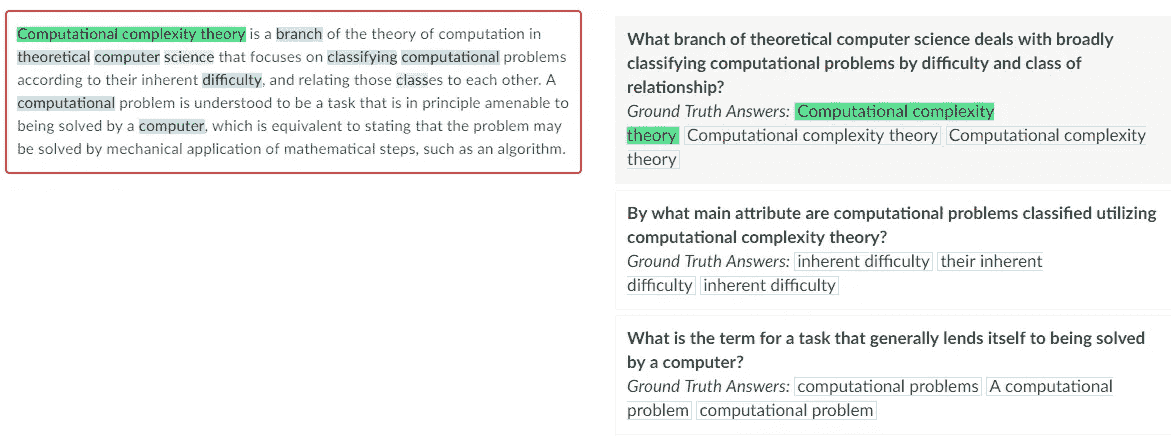 Computational complexity theory is a branch of the theory of computation in
theoretical computer science that focuses on classifying computational problems
according to their inherent difficulty, and relating those classes to each other. A
computational problem is understood to be a task that is in principle amenable to
being solved by a computer, which is equivalent to stating that the problem may
be solved by mechanical application of mathematical steps, such as an algorithm.
What branch of theoretical computer science deals with broadly
classifying computational problems by difficulty and class of
relationship?
Ground Truth Answers: Computational complexity
theory Computational complexity theory Computational complexity
theory
By what main attribute are computational problems classified utilizing
computational complexity theory?
Ground Truth Answers: inherent difficulty their inherent
difficulty inherent difficulty
What is the term for a task that generally lends itself to being solved
by a computer?
Ground Truth Answers: computational problems A computational
problem computational problem